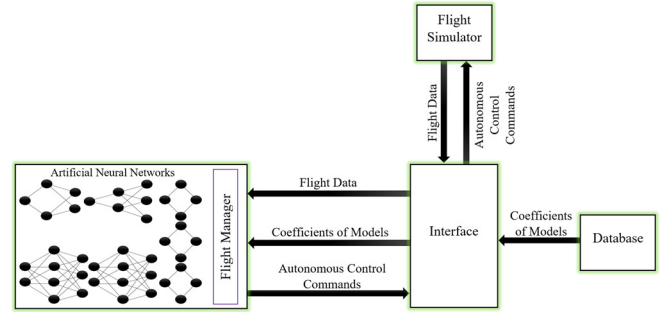 Flight
Simulator
Flight Data
Autonomous
Control
Commands
Artificial Neural Networks
Flight Manager
Flight Data
Coefficients of Models
Autonomous Control
Commands
Interface
Coefficients
of Models
Database